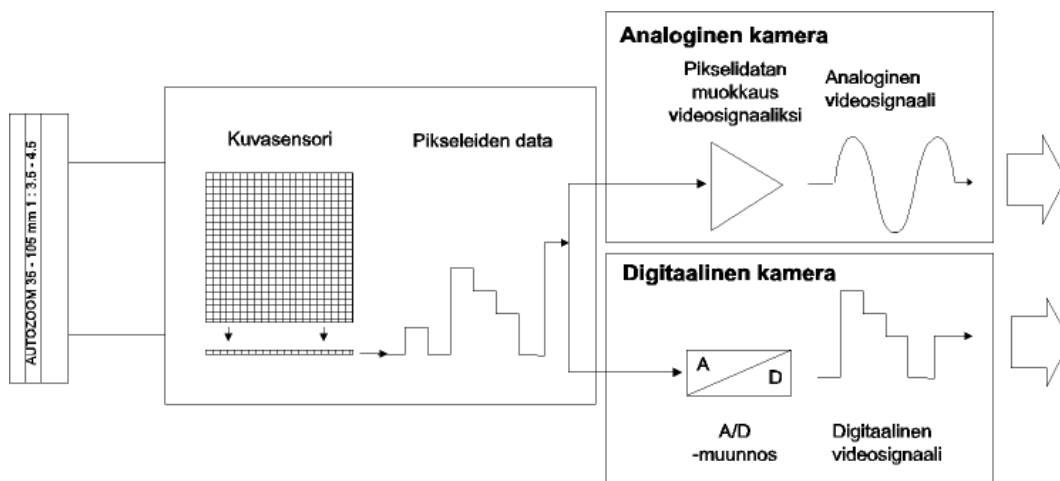 AUTOZOOM 35 - 105 mm 1 : 3.5 - 4.5
Kuvasensori
Pikseleiden data
Analoginen kamera
Pikselidatan
muokkaus
videosignaaliksi
Analoginen
videosignaali
Digitaalinen kamera
A
D
A/D
-muunnos
Digitaalinen
videosignaali